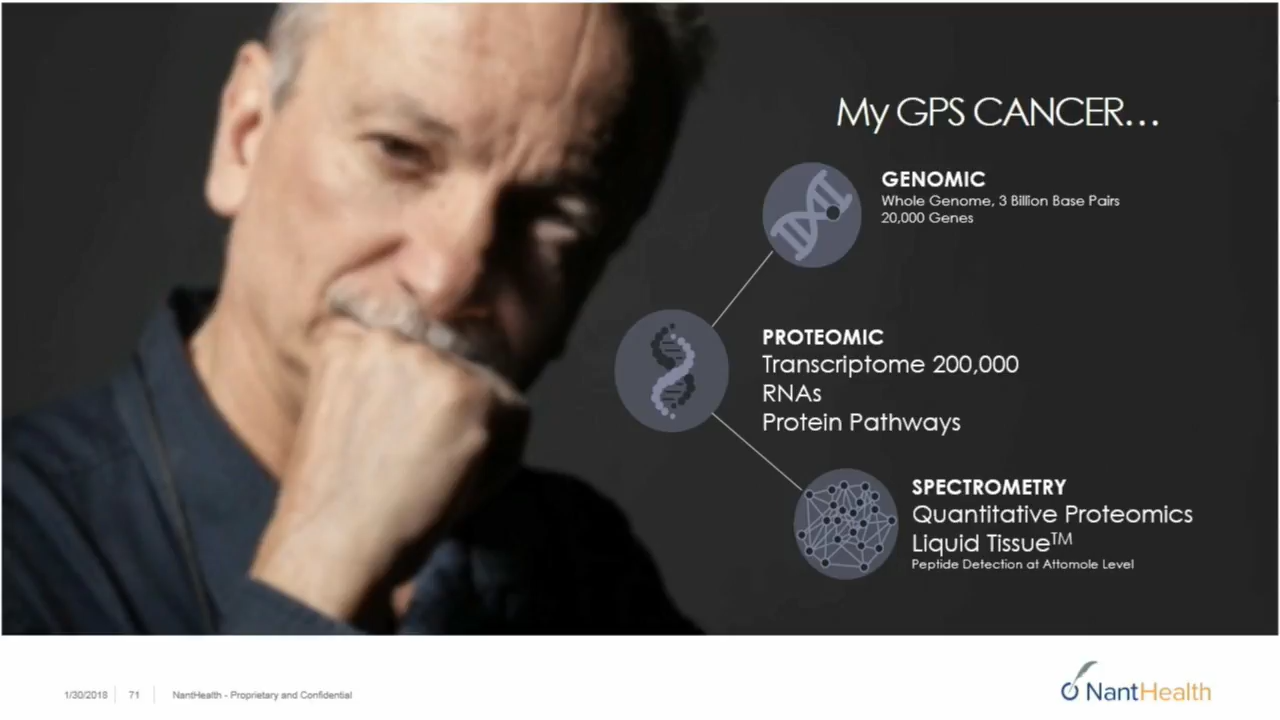 My GPS CANCER...
GENOMIC
Whole Genome, 3 Billion Base Pairs
20,000 Genes
PROTEOMIC
Transcriptome 200,000
RNAs
Protein Pathways
SPECTROMETRY
Quantitative Proteomics
Liquid Tissue™
Peptide Detection at Attomole Level
1/30/2018 71 NantHealth - Proprietary and Confidential
NantHealth